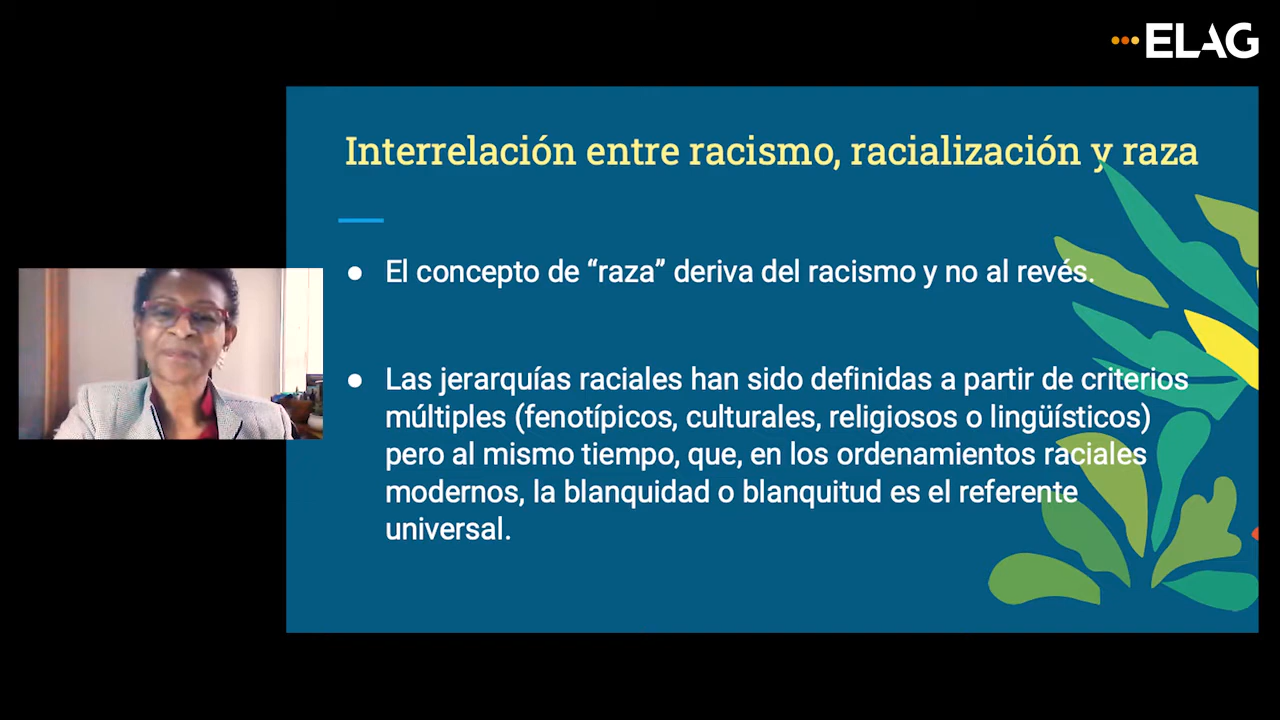 ELAG
Interrelación entre racismo, racialización y raza
● El concepto de “raza” deriva del racismo y no al revés.
● Las jerarquías raciales han sido definidas a partir de criterios
múltiples (fenotípicos, culturales, religiosos o lingüísticos)
pero al mismo tiempo, que, en los ordenamientos raciales
modernos, la blanquidad o blanquitud es el referente
universal.